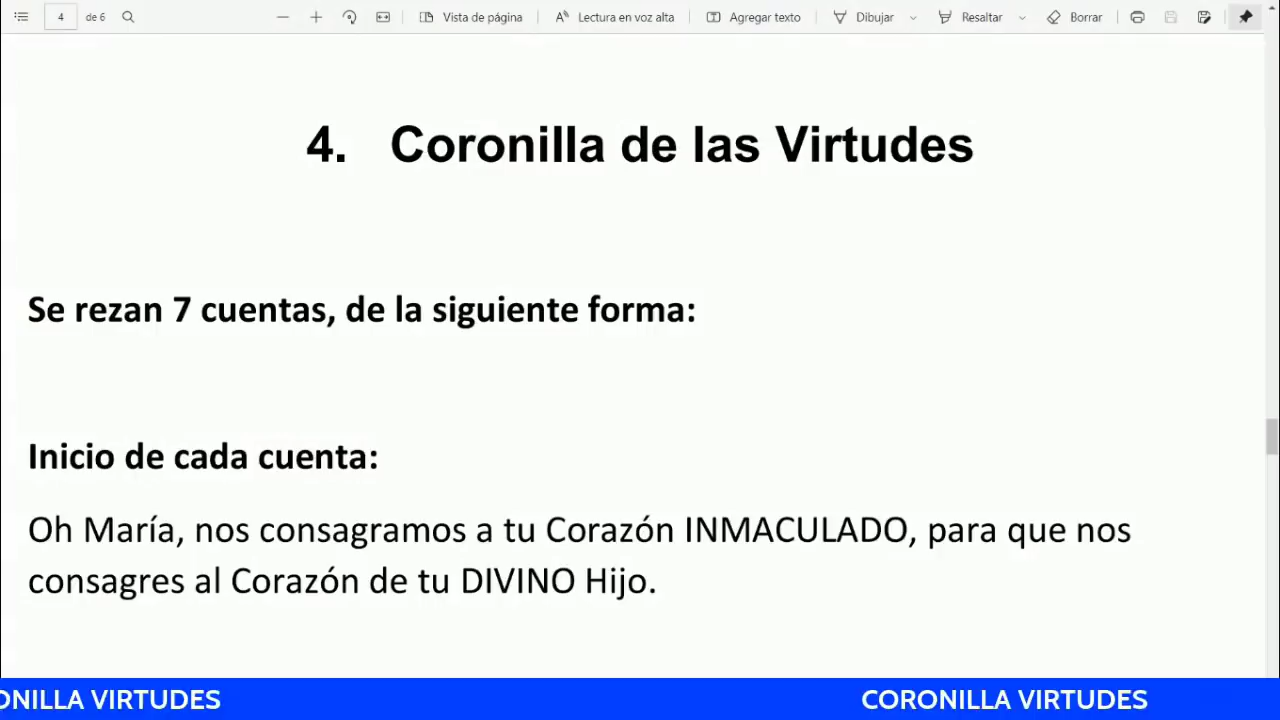 4 de 6 Vista de página Lectura en voz alta Agregar texto Dibujar Resaltar Borrar
4. Coronilla de las Virtudes
Se rezan 7 cuentas, de la siguiente forma:
Inicio de cada cuenta:
Oh María, nos consagramos a tu Corazón INMACULADO, para que nos
consagres al Corazón de tu DIVINO Hijo.
ONILLA VIRTUDES CORONILLA VIRTUDES